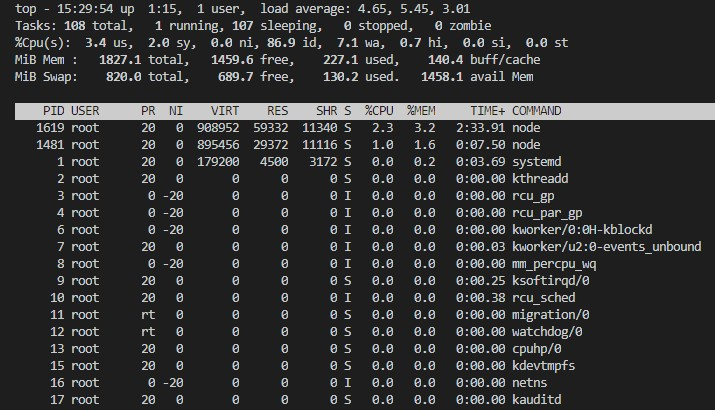 top - 15:29:54 up  1:15,  1 user,  load average: 4.65, 5.45, 3.01
Tasks: 108 total,   1 running, 107 sleeping,   0 stopped,   0 zombie
%Cpu(s):  3.4 us,  2.0 sy,  0.0 ni, 86.9 id,  7.1 wa,  0.7 hi,  0.0 si,  0.0 st
MiB Mem :   1827.1 total,   1459.6 free,    227.1 used,    140.4 buff/cache
MiB Swap:    820.0 total,    689.7 free,    130.2 used.   1458.1 avail Mem
PID USER      PR  NI    VIRT    RES    SHR S  %CPU  %MEM     TIME+ COMMAND
1619 root      20   0  908952  59332  11340 S   2.3   3.2   2:33.91 node
1481 root      20   0  895456  29372  11116 S   1.0   1.6   0:07.50 node
1 root      20   0  179200   4500   3172 S   0.0   0.2   0:03.69 systemd
2 root      20   0       0      0      0 S   0.0   0.0   0:00.00 kthreadd
3 root       0 -20       0      0      0 I   0.0   0.0   0:00.00 rcu_gp
4 root       0 -20       0      0      0 I   0.0   0.0   0:00.00 rcu_par_gp
6 root       0 -20       0      0      0 I   0.0   0.0   0:00.00 kworker/0:0H-kblockd
7 root      20   0       0      0      0 I   0.0   0.0   0:00.03 kworker/u2:0-events_unbound
8 root       0 -20       0      0      0 I   0.0   0.0   0:00.00 mm_percpu_wq
9 root      20   0       0      0      0 S   0.0   0.0   0:00.25 ksoftirqd/0
10 root      20   0       0      0      0 I   0.0   0.0   0:00.38 rcu_sched
11 root      rt   0       0      0      0 S   0.0   0.0   0:00.00 migration/0
12 root      rt   0       0      0      0 S   0.0   0.0   0:00.00 watchdog/0
13 root      20   0       0      0      0 S   0.0   0.0   0:00.00 cpuhp/0
15 root      20   0       0      0      0 S   0.0   0.0   0:00.00 kdevtmpfs
16 root       0 -20       0      0      0 I   0.0   0.0   0:00.00 netns
17 root      20   0       0      0      0 S   0.0   0.0   0:00.00 kauditd